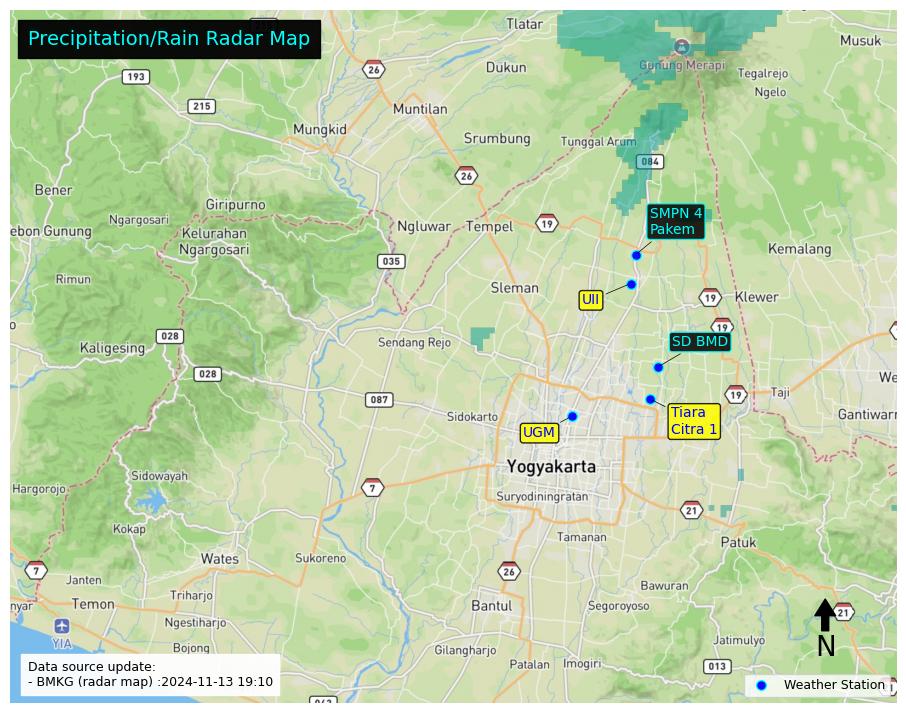 Precipitation/Rain Radar Map
Tlatar
Musuk
26
193
Dukun
Gunung Merapi
Tegalrejo
Ngelo
215
Muntilan
Mungkid
Srumbung
Tunggal Arum
084
26
Bener
Giripurno
Ngargosari
ebon Gunung
Kelurahan
Ngargosari
Ngluwar
Tempel
19
SMPN 4
Pakem
Kemalang
035
Rimun
Sleman
UII
19
Klewer
19
028
Kaligesing
Sendang Rejo
SD BMD
028
087
19
Taji
We
Sidokarto
UGM
Tiara
Citra 1
Gantiwarn
Yogyakarta
Sidowayah
Hargorojo
7
Suryodiningratan
21
Kokap
Tamanan
Patuk
Wates
Sukoreno
7
Janten
26
Bawuran
Triharjo
nyar
Temon
Bantul
Segoroyoso
21
Ngestiharjo
YIA
Bojong
Gilangharjo
Jatimulyo
N
Patalan
Imogiri
013
Data source update:
- BMKG (radar map) :2024-11-13 19:10
Weather Station